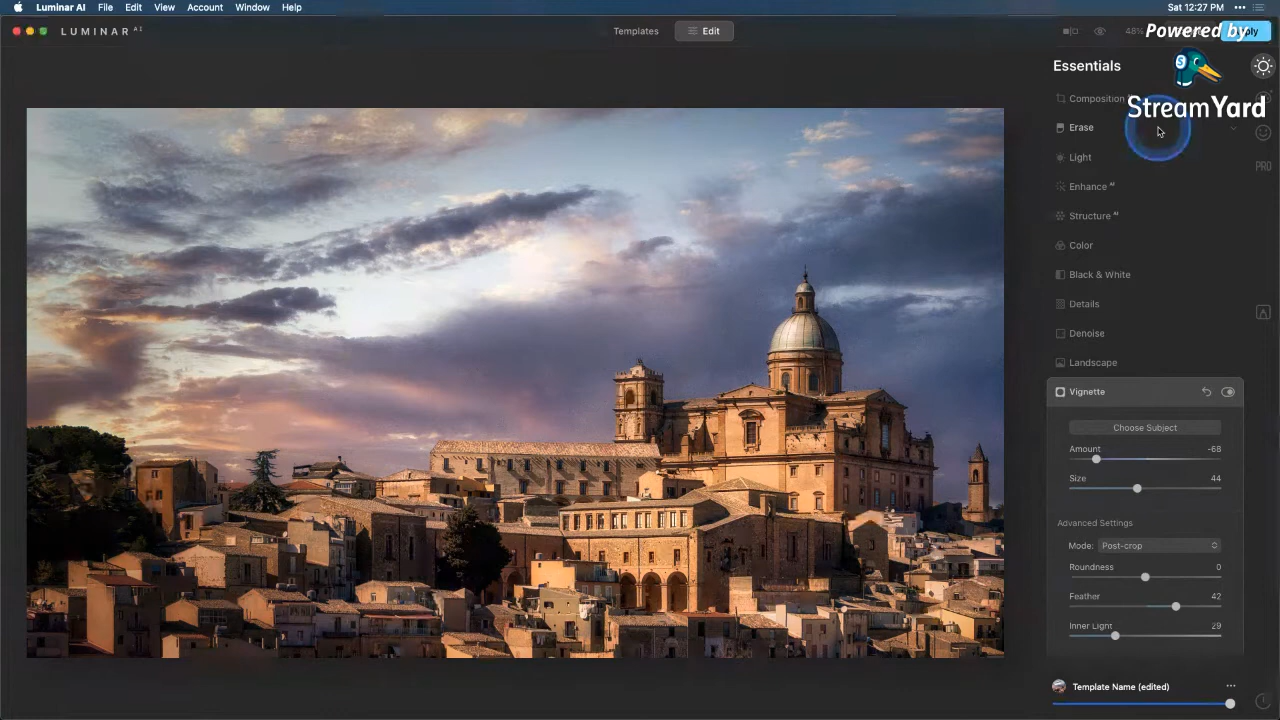 Luminar AI File Edit View Account Window Help
Sat 12:27 PM
LUMINAR AI
Templates
Edit
48%
Powered by
StreamYard
Essentials
Composition
Erase
Light
PRO
Enhance AI
Structure AI
Color
Black & White
Details
Denoise
Landscape
Vignette
Choose Subject
Amount -68
Size 44
Advanced Settings
Mode: Post-crop
Roundness 0
Feather 42
Inner Light 29
Template Name (edited)